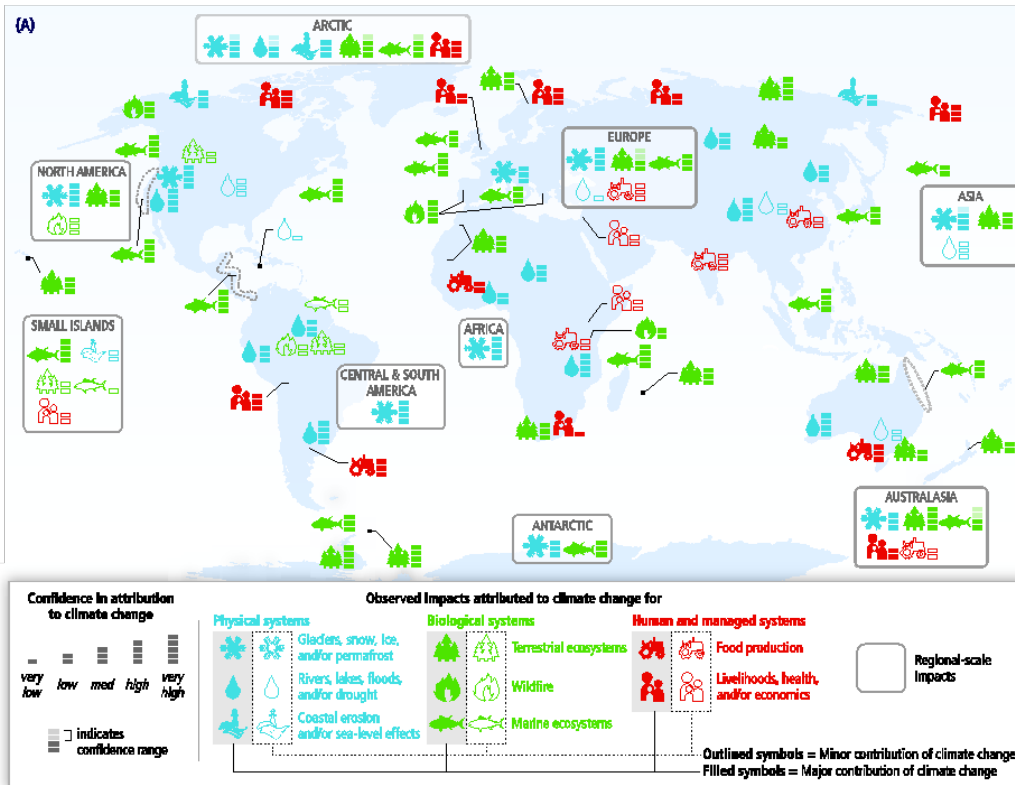 (A)
ARCTIC
EUROPE
NORTH AMERICA
ASIA
SMALL ISLANDS
AFRICA
CENTRAL & SOUTH
AMERICA
AUSTRALASIA
ANTARCTIC
Confidence in attribution
to climate change
very
low
low
med
high
very
high
indicates
confidence range
Observed impacts attributed to climate change for
Physical systems
Glaciers, snow, ice,
and/or permafrost
Rivers, lakes, floods,
and/or drought
Coastal erosion
and/or sea-level effects
Biological systems
Terrestrial ecosystems
Wildfire
Marine ecosystems
Human and managed systems
Food production
Livelihoods, health,
and/or economics
Regional-scale
impacts
Outlined symbols = Minor contribution of climate change
Filled symbols = Major contribution of climate change